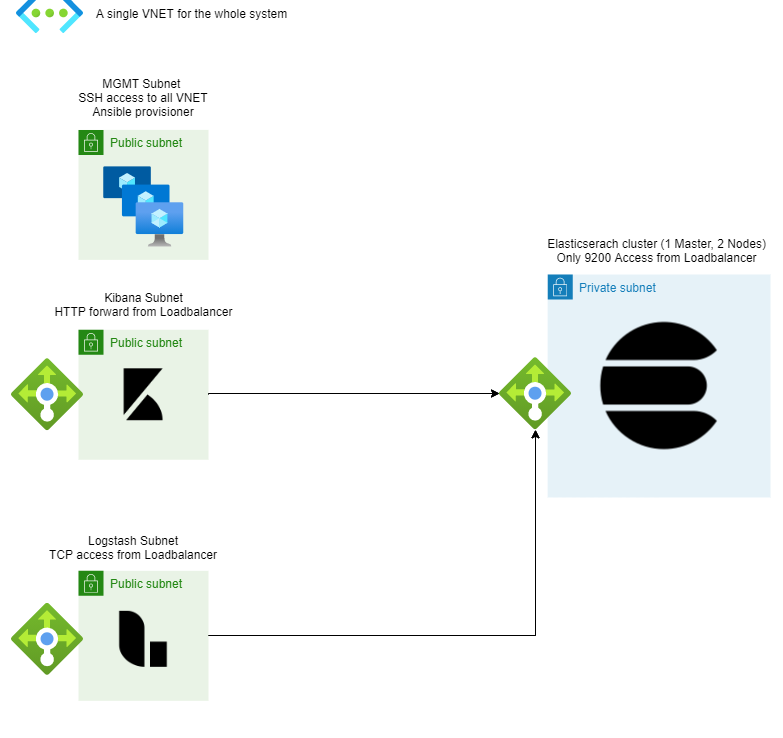 A single VNET for the whole system
MGMT Subnet
SSH access to all VNET
Ansible provisioner
Public subnet
Elasticserach cluster (1 Master, 2 Nodes)
Only 9200 Access from Loadbalancer
Private subnet
Kibana Subnet
HTTP forward from Loadbalancer
Public subnet
Logstash Subnet
TCP access from Loadbalancer
Public subnet